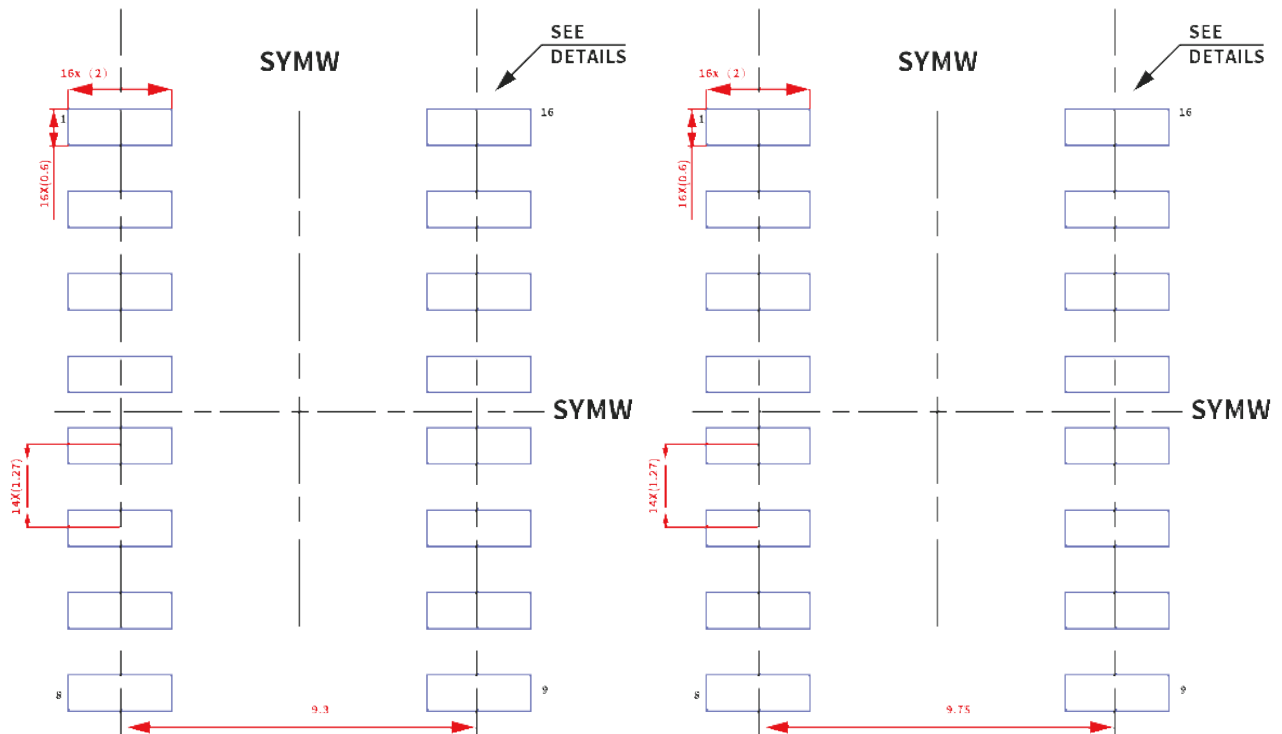 SEE
DETAILS
SYMW
16x (2)
1
16
16X(0.6)
SYMW
14X(1.27)
8
9
9.3
SEE
DETAILS
SYMW
16x (2)
1
16
16X(0.6)
SYMW
14X(1.27)
8
9
9.75